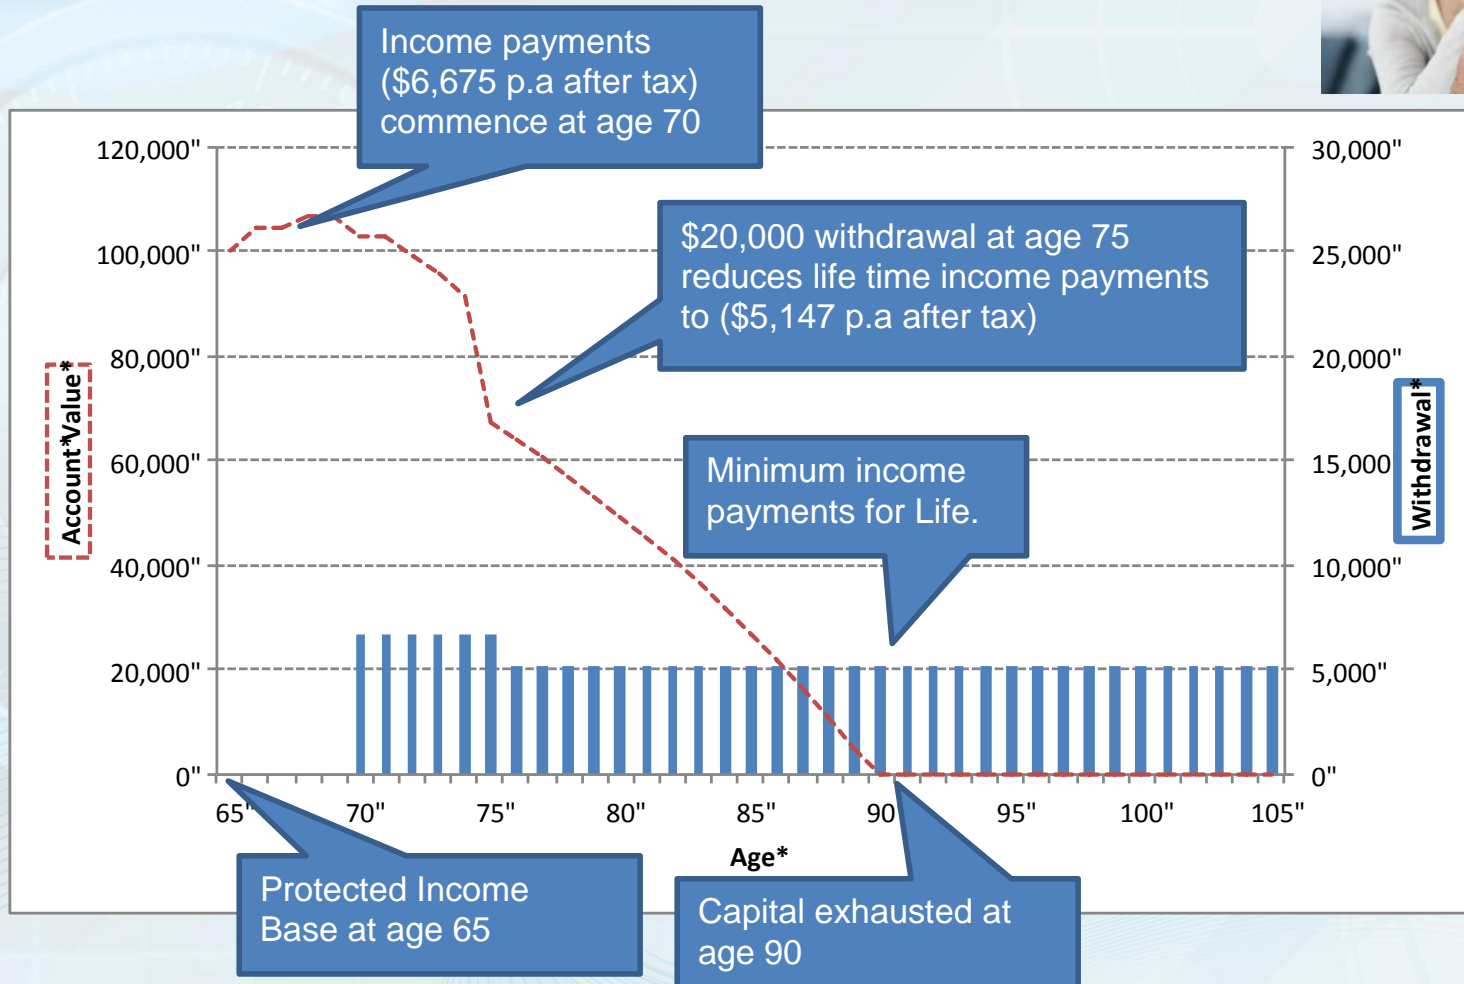 Income payments
($6,675 p.a after tax)
commence at age 70
$20,000 withdrawal at age 75
reduces life time income payments
to ($5,147 p.a after tax)
Minimum income
payments for Life.
120,000"
100,000"
80,000"
60,000"
40,000"
20,000"
0"
Account*Value*
30,000"
25,000"
20,000"
15,000
10,000"
5,000"
0"
Withdrawal*
65"
70"
75"
80"
85"
90
95"
100"
105"
Age*
Protected Income
Base at age 65
Capital exhausted at
age 90